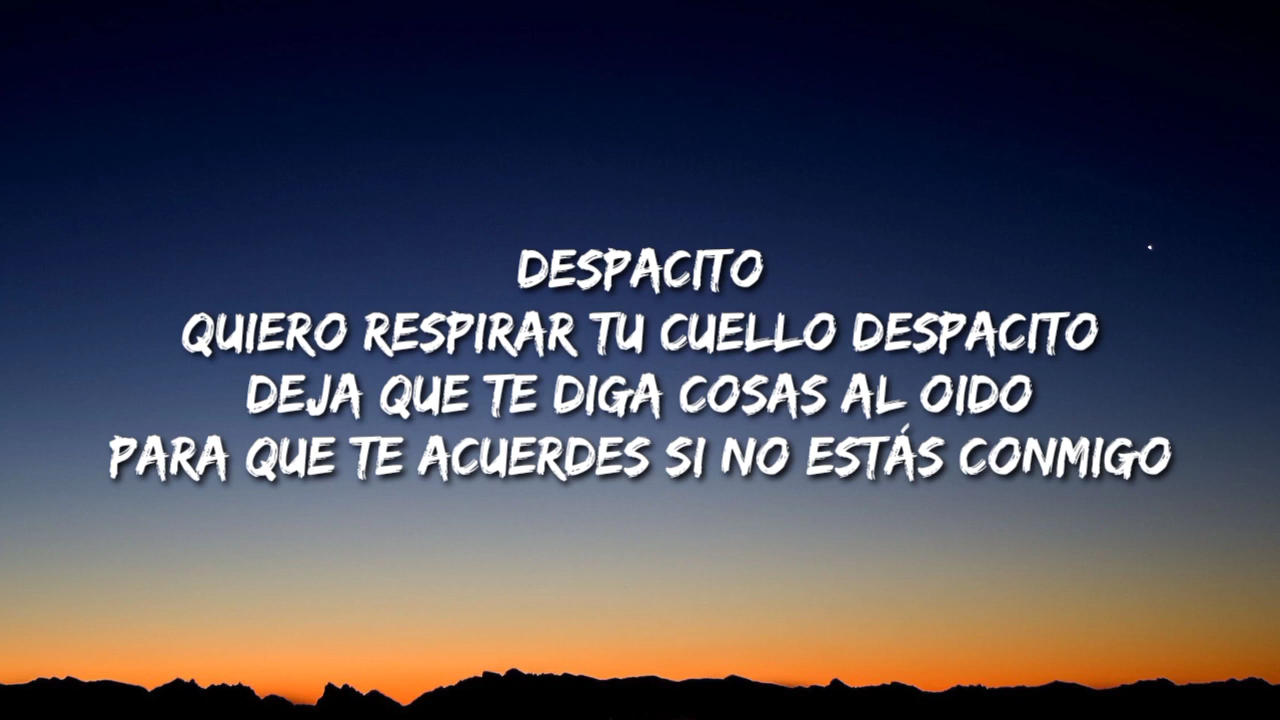 DESPACITO
QUIERO RESPIRAR TU CUELLO DESPACITO
DEJA QUE TE DIGA COSAS AL OIDO
PARA QUE TE ACUERDES SI NO ESTÁS CONMIGO